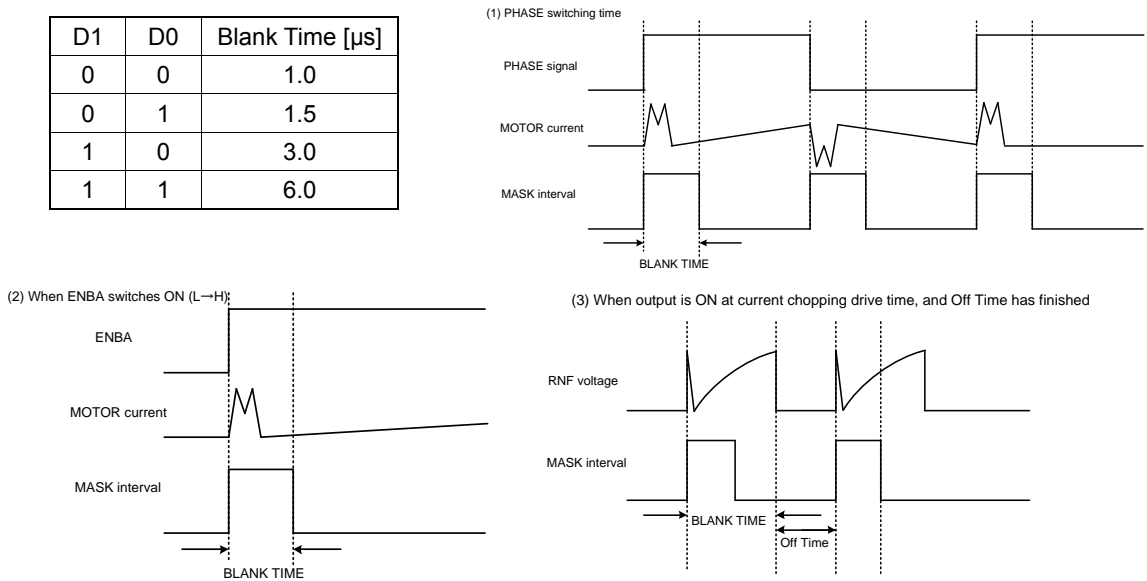 D1 D0 Blank Time [µs]
0 0 1.0
0 1 1.5
1 0 3.0
1 1 6.0
(1) PHASE switching time
PHASE signal
MOTOR current
MASK interval
BLANK TIME
(2) When ENBA switches ON (L→H)
ENBA
MOTOR current
MASK interval
BLANK TIME
(3) When output is ON at current chopping drive time, and Off Time has finished
RNF voltage
MASK interval
BLANK TIME
Off Time